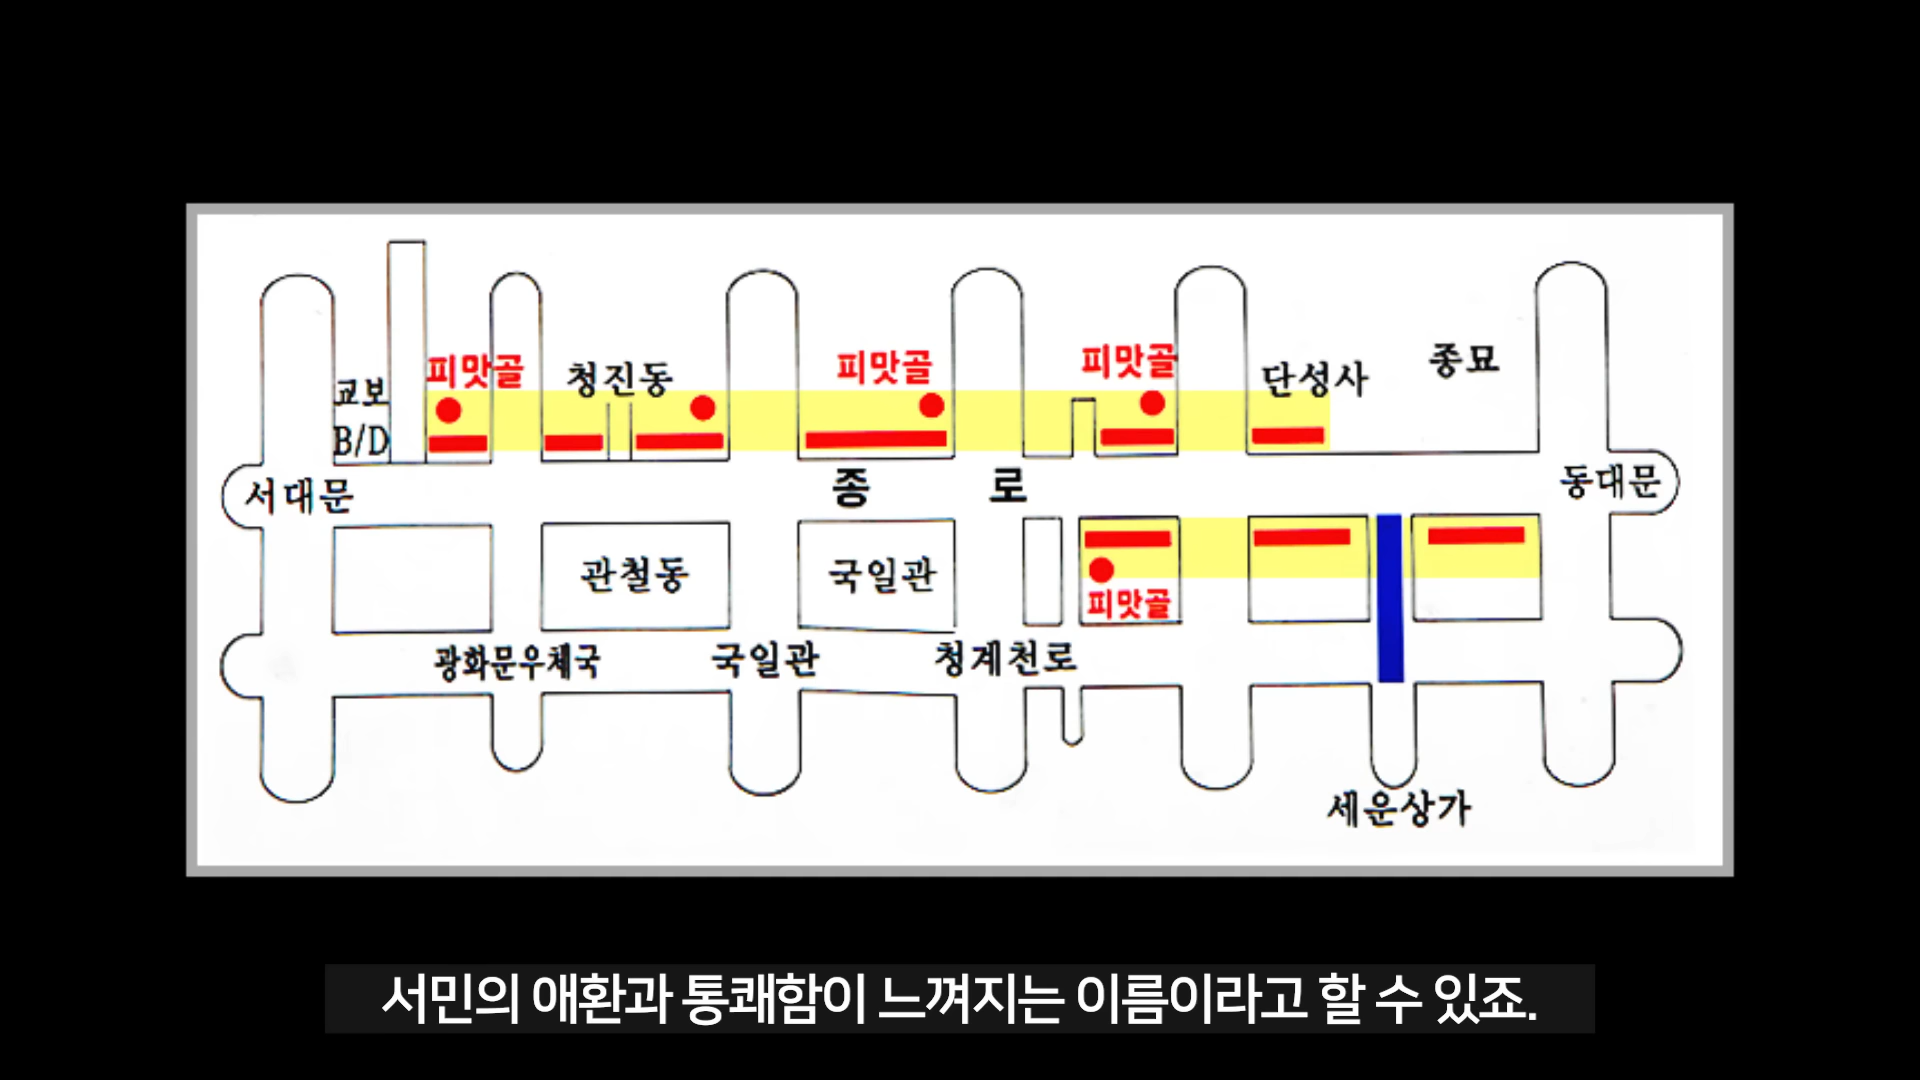 피맛골
청진동
피맛골
피맛골
단성사
종묘
교보
B/D
서대문
종 로
동대문
관철동
국일관
피맛골
광화문우체국
국일관
청계천로
세운상가
서민의 애환과 통쾌함이 느껴지는 이름이라고 할 수 있죠.